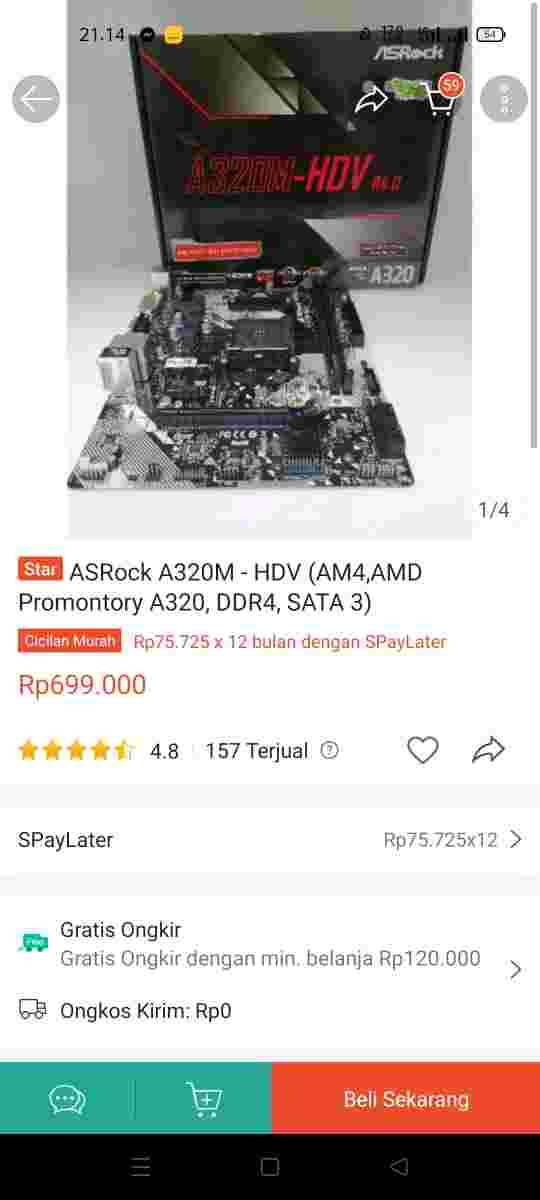 21.14
54
ASRock
59
A320M-HDV R4.0
A320
1/4
Star ASRock A320M - HDV (AM4,AMD
Promontory A320, DDR4, SATA 3)
Cicilan Murah Rp75.725 x 12 bulan dengan SPayLater
Rp699.000
4.8 157 Terjual ?
SPayLater Rp75.725x12
Gratis Ongkir
Gratis Ongkir dengan min. belanja Rp120.000
Ongkos Kirim: Rp0
Beli Sekarang